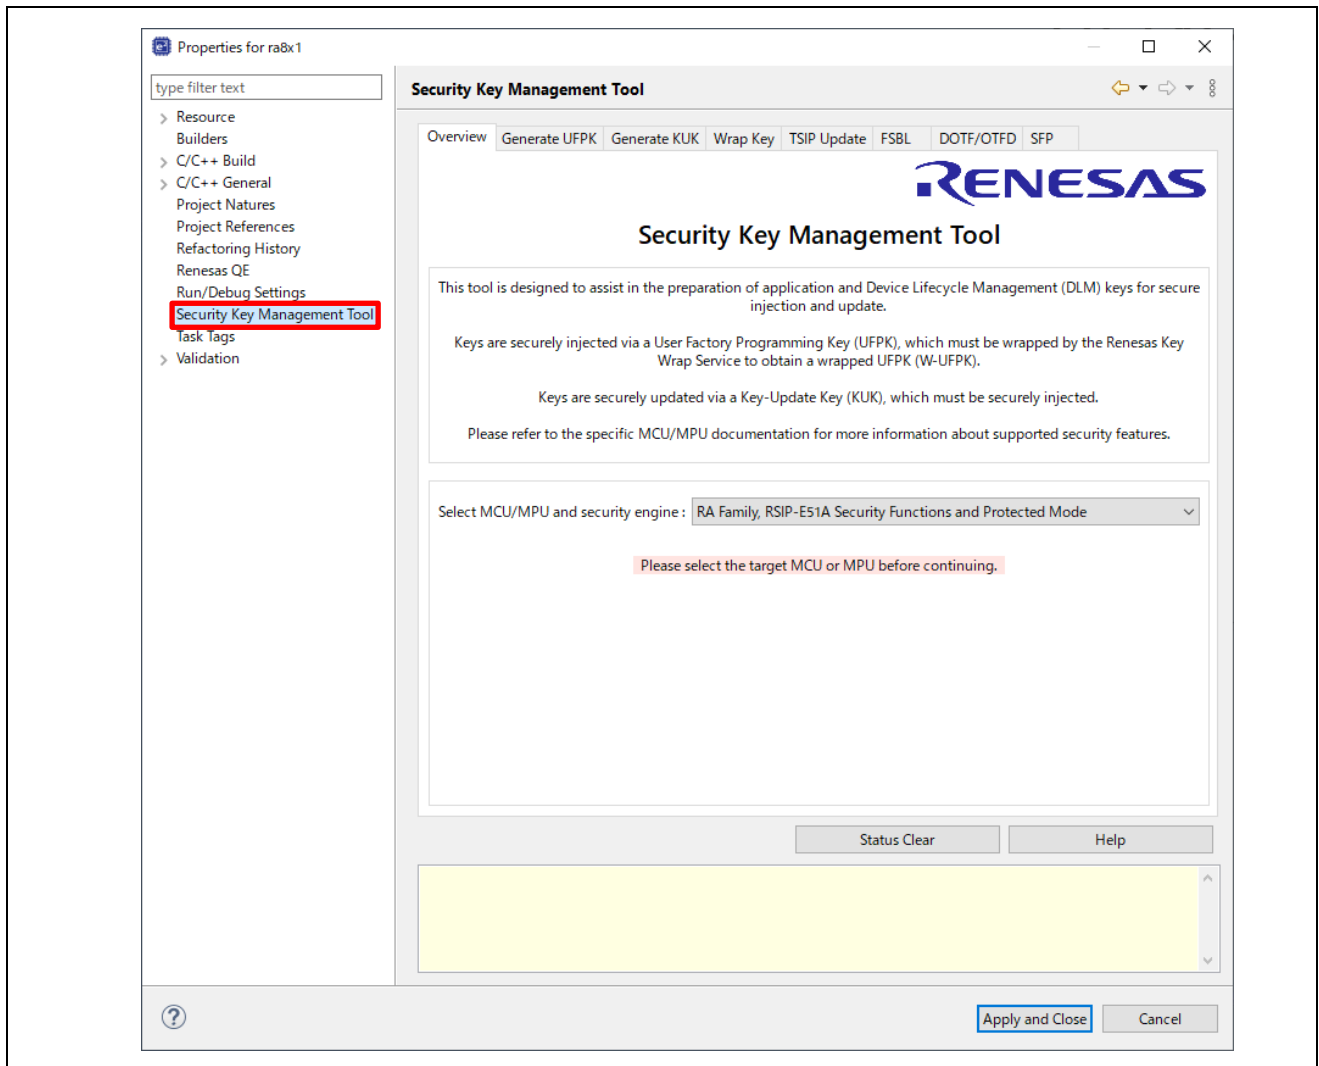 Properties for ra8x1
type filter text
Security Key Management Tool
Resource
Builders
C/C++ Build
C/C++ General
Project Natures
Project References
Refactoring History
Renesas QE
Run/Debug Settings
Security Key Management Tool
Task Tags
Validation
Overview Generate UFPK Generate KUK Wrap Key TSIP Update FSBL DOTF/OTFD SFP
RENESAS
Security Key Management Tool
This tool is designed to assist in the preparation of application and Device Lifecycle Management (DLM) keys for secure
injection and update.
Keys are securely injected via a User Factory Programming Key (UFPK), which must be wrapped by the Renesas Key
Wrap Service to obtain a wrapped UFPK (W-UFPK).
Keys are securely updated via a Key-Update Key (KUK), which must be securely injected.
Please refer to the specific MCU/MPU documentation for more information about supported security features.
Select MCU/MPU and security engine : RA Family, RSIP-E51A Security Functions and Protected Mode
Please select the target MCU or MPU before continuing.
Status Clear Help
Apply and Close Cancel